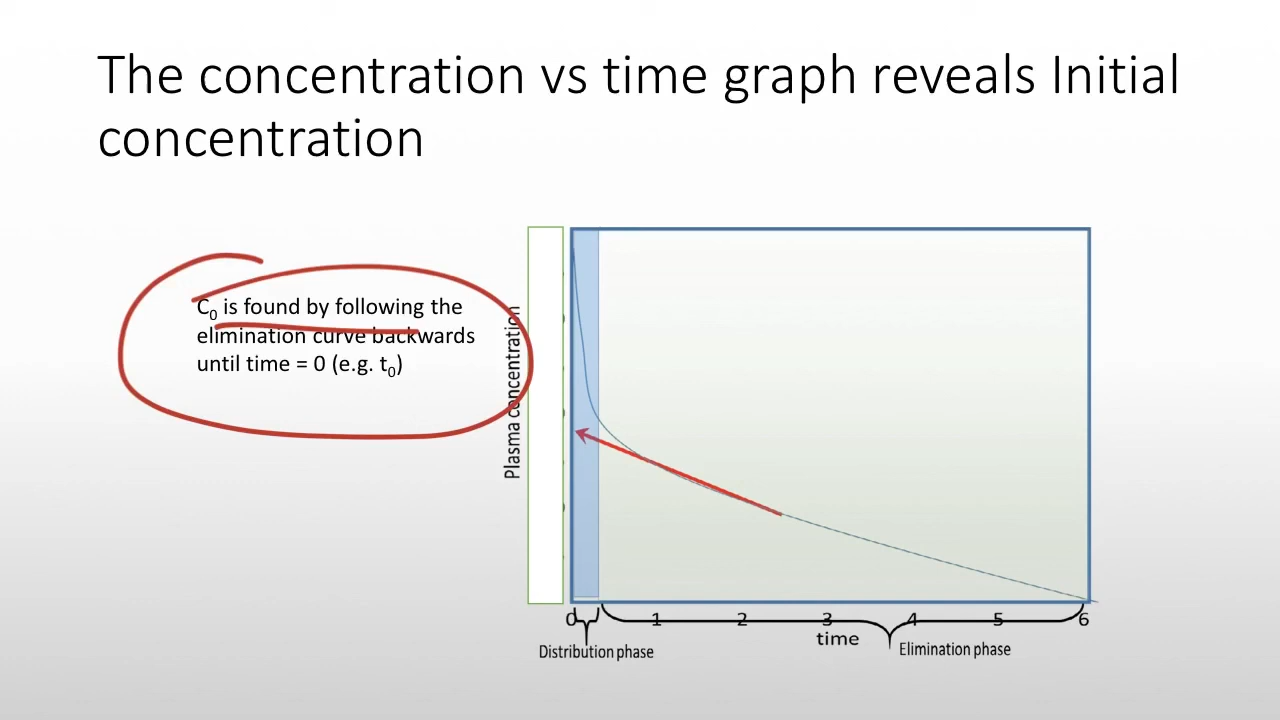 The concentration vs time graph reveals Initial
concentration
C₀ is found by following the
elimination curve backwards
until time = 0 (e.g. t₀)
Plasma concentration
0 1 2 3 4 5 6
time
Distribution phase
Elimination phase